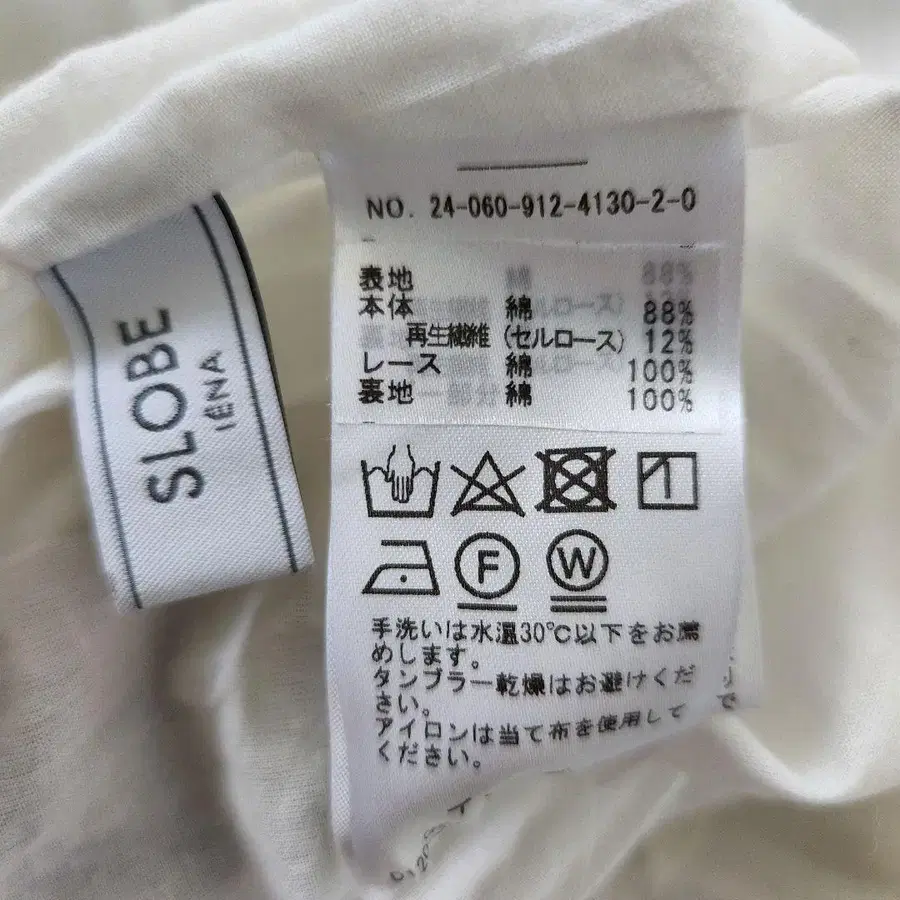 SLOBE
IÉNA
NO. 24-060-912-4130-2-0
表地 綿 88%
本体 綿 88%
再生繊維 (セルロース) 12%
レース 綿 100%
裏地 綿 100%
F
W
手洗いは水温30℃以下をお薦
めします。
タンブラー乾燥はお避けくだ
さい。
アイロンは当て布を使用して
ください。